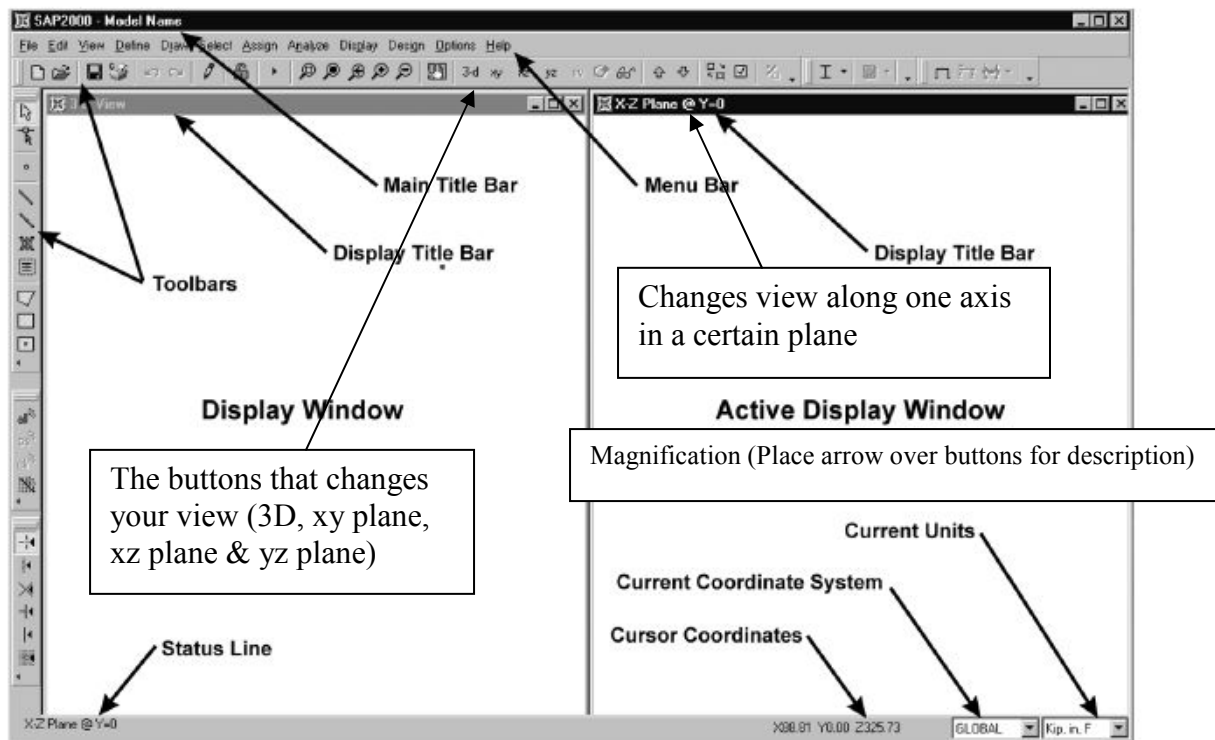 SAP2000 - Model Name
File Edit View Define Draw Select Assign Analyze Display Design Options Help
3-d xy xz yz nv
3-D View
X-Z Plane @ Y=0
Main Title Bar
Menu Bar
Display Title Bar
Display Title Bar
Toolbars
Changes view along one axis
in a certain plane
Display Window
Active Display Window
The buttons that changes
your view (3D, xy plane,
xz plane & yz plane)
Magnification (Place arrow over buttons for description)
Current Units
Current Coordinate System
Cursor Coordinates
Status Line
X-Z Plane @ Y=0
X88.81 Y0.00 Z325.73
GLOBAL
Kip, in, F